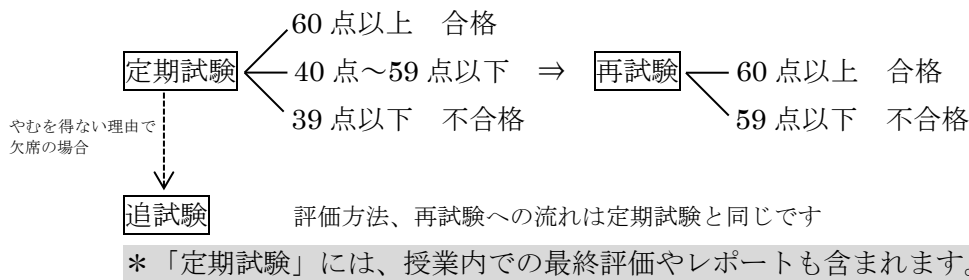 60 点以上　合格
定期試験　40 点～59 点以下　⇒　再試験　60 点以上　合格
39 点以下　不合格　59 点以下　不合格
やむを得ない理由で
欠席の場合
追試験　評価方法、再試験への流れは定期試験と同じです
＊「定期試験」には、授業内での最終評価やレポートも含まれます。